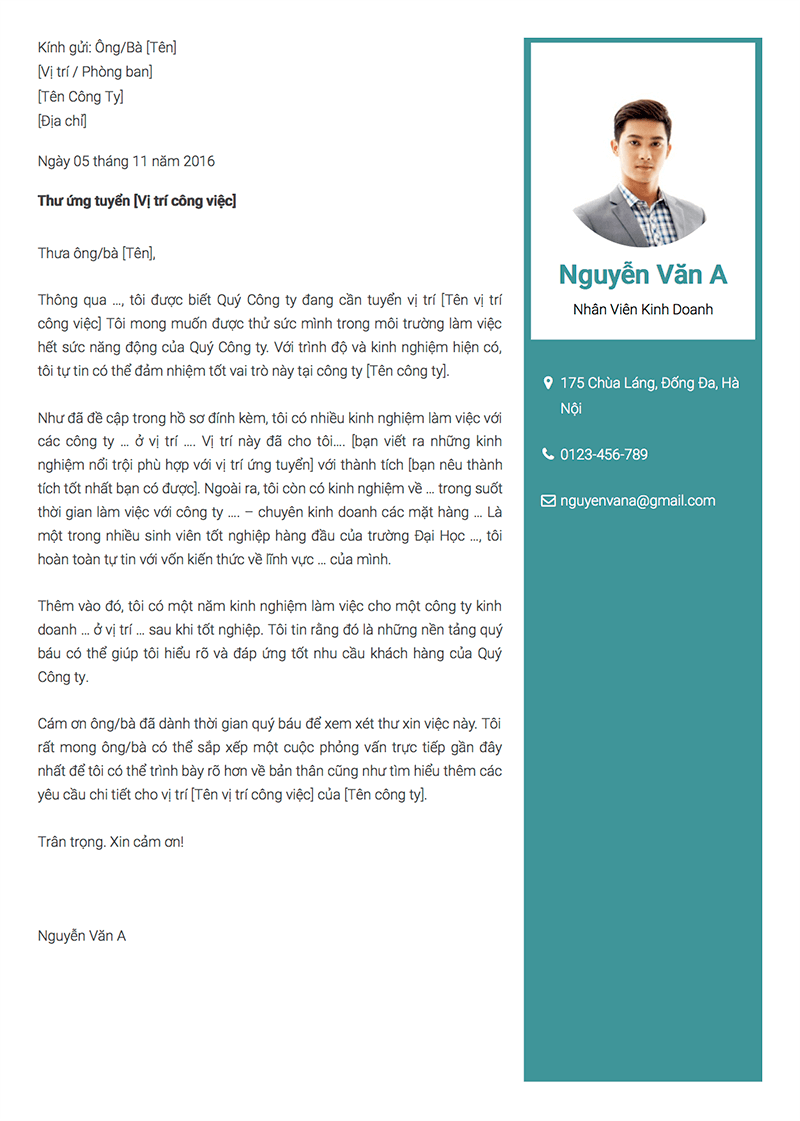 Kính gửi: Ông/Bà [Tên]
[Vị trí / Phòng ban]
[Tên Công Ty]
[Địa chỉ]
Ngày 05 tháng 11 năm 2016
Thư ứng tuyển [Vị trí công việc]
Thưa ông/bà [Tên],
Thông qua …, tôi được biết Quý Công ty đang cần tuyển vị trí [Tên vị trí
công việc] Tôi mong muốn được thử sức mình trong môi trường làm việc
hết sức năng động của Quý Công ty. Với trình độ và kinh nghiệm hiện có,
tôi tự tin có thể đảm nhiệm tốt vai trò này tại công ty [Tên công ty].
Như đã đề cập trong hồ sơ đính kèm, tôi có nhiều kinh nghiệm làm việc với
các công ty … ở vị trí …. Vị trí này đã cho tôi…. [bạn viết ra những kinh
nghiệm nổi trội phù hợp với vị trí ứng tuyển] với thành tích [bạn nêu thành
tích tốt nhất bạn có được]. Ngoài ra, tôi còn có kinh nghiệm về … trong suốt
thời gian làm việc với công ty …. – chuyên kinh doanh các mặt hàng … Là
một trong nhiều sinh viên tốt nghiệp hàng đầu của trường Đại Học …, tôi
hoàn toàn tự tin với vốn kiến thức về lĩnh vực … của mình.
Thêm vào đó, tôi có một năm kinh nghiệm làm việc cho một công ty kinh
doanh … ở vị trí … sau khi tốt nghiệp. Tôi tin rằng đó là những nền tảng quý
báu có thể giúp tôi hiểu rõ và đáp ứng tốt nhu cầu khách hàng của Quý
Công ty.
Cám ơn ông/bà đã dành thời gian quý báu để xem xét thư xin việc này. Tôi
rất mong ông/bà có thể sắp xếp một cuộc phỏng vấn trực tiếp gần đây
nhất để tôi có thể trình bày rõ hơn về bản thân cũng như tìm hiểu thêm các
yêu cầu chi tiết cho vị trí [Tên vị trí công việc] của [Tên công ty].
Trân trọng. Xin cảm ơn!
Nguyễn Văn A
Nguyễn Văn A
Nhân Viên Kinh Doanh
175 Chùa Láng, Đống Đa, Hà
Nội
0123-456-789
nguyenvana@gmail.com